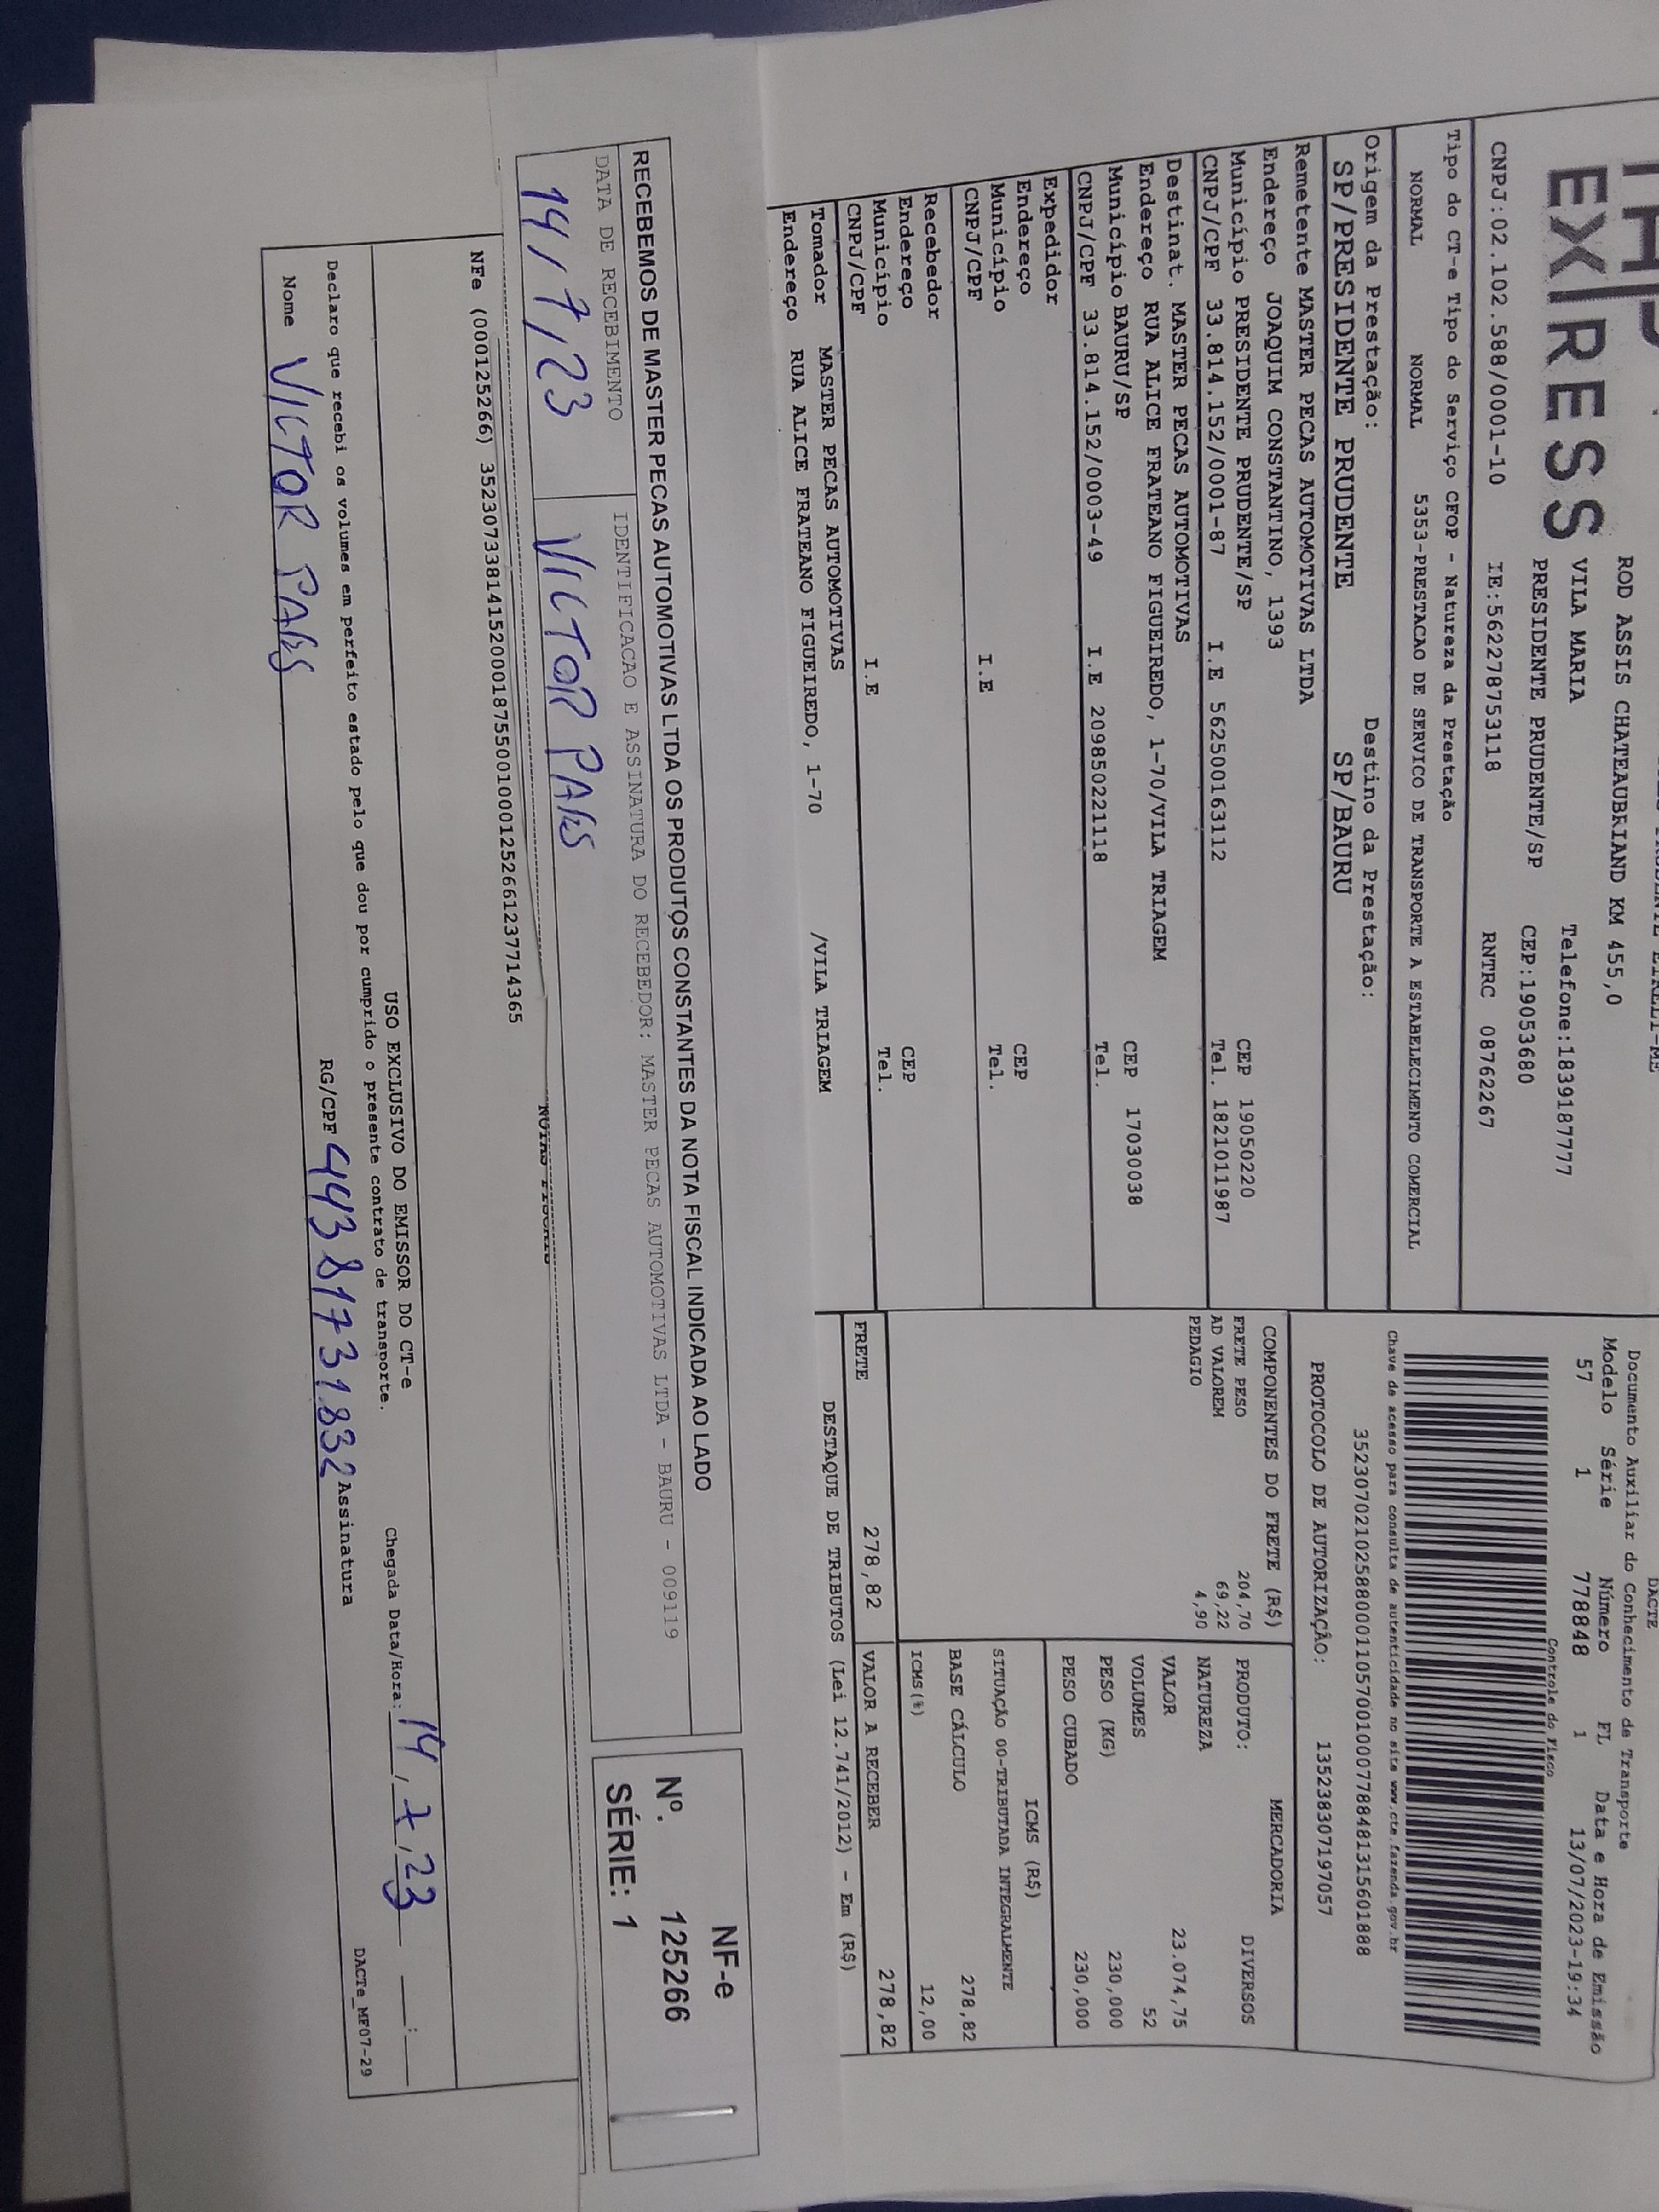 EXPRESS
ROD ASSIS CHATEAUBRIAND KM 455,0
VILA MARIA Telefone:1839187777
PRESIDENTE PRUDENTE/SP CEP:19053680
CNPJ:02.102.588/0001-10 IE:562278753118 RNTRC 08762267
DACTE
Documento Auxiliar do Conhecimento de Transporte
Modelo Série Número FL Data e Hora de Emissão
57 1 778848 1 13/07/2023-19:34
Controle do Fisco
Chave de acesso para consulta de autenticidade no site www.cte.fazenda.gov.br
35230702102588000110570010007788481315601888
PROTOCOLO DE AUTORIZAÇÃO: 135238307197057
Tipo do CT-e Tipo do Serviço CFOP - Natureza da Prestação
NORMAL NORMAL 5353-PRESTACAO DE SERVICO DE TRANSPORTE A ESTABELECIMENTO COMERCIAL
Origem da Prestação: Destino da Prestação:
SP/PRESIDENTE PRUDENTE SP/BAURU
Remetente MASTER PECAS AUTOMOTIVAS LTDA
Endereço JOAQUIM CONSTANTINO, 1393
Município PRESIDENTE PRUDENTE/SP CEP 19050220
CNPJ/CPF 33.814.152/0001-87 I.E 562500163112 Tel. 1821011987
Destinat. MASTER PECAS AUTOMOTIVAS
Endereço RUA ALICE FRATEANO FIGUEIREDO, 1-70/VILA TRIAGEM
Município BAURU/SP CEP 17030038
CNPJ/CPF 33.814.152/0003-49 I.E 209850221118 Tel.
Expedidor
Endereço CEP
Município Tel.
CNPJ/CPF I.E
Recebedor
Endereço CEP
Município Tel.
CNPJ/CPF I.E
Tomador MASTER PECAS AUTOMOTIVAS
Endereço RUA ALICE FRATEANO FIGUEIREDO, 1-70 /VILA TRIAGEM
COMPONENTES DO FRETE (R$)
FRETE PESO 204,70
AD VALOREM 69,22
PEDAGIO 4,90
MERCADORIA
PRODUTO: DIVERSOS
NATUREZA
VALOR 23.074,75
VOLUMES 52
PESO (KG) 230,000
PESO CUBADO 230,000
ICMS (R$)
SITUAÇÃO 00-TRIBUTADA INTEGRALMENTE
BASE CÁLCULO 278,82
ICMS(%) 12,00
FRETE 278,82 VALOR A RECEBER 278,82
DESTAQUE DE TRIBUTOS (Lei 12.741/2012) - Em (R$)
RECEBEMOS DE MASTER PECAS AUTOMOTIVAS LTDA OS PRODUTOS CONSTANTES DA NOTA FISCAL INDICADA AO LADO
DATA DE RECEBIMENTO IDENTIFICACAO E ASSINATURA DO RECEBEDOR: MASTER PECAS AUTOMOTIVAS LTDA - BAURU - 009119
14/7/23 VICTOR PAES
NF-e
Nº. 125266
SÉRIE: 1
NOTAS FISCAIS
NFe (000125266) 35230733814152000187550010001252661237714365
USO EXCLUSIVO DO EMISSOR DO CT-e
Declaro que recebi os volumes em perfeito estado pelo que dou por cumprido o presente contrato de transporte.
Chegada Data/Hora: 14/7/23 __:__
Nome VICTOR PAES RG/CPF 44381731832 Assinatura
DACTe_MF07-29